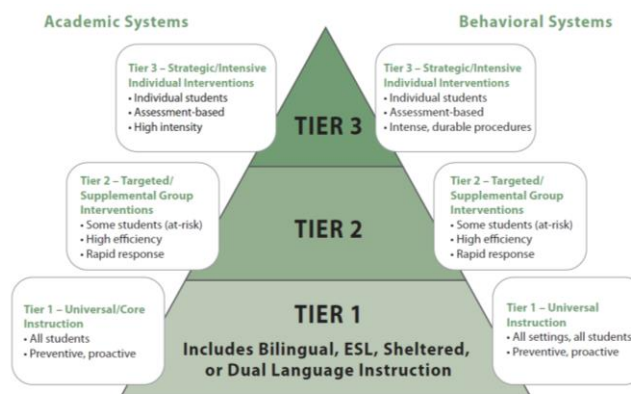 Academic Systems
Behavioral Systems
Tier 3 – Strategic/Intensive
Individual Interventions
• Individual students
• Assessment-based
• High intensity
Tier 3 – Strategic/Intensive
Individual Interventions
• Individual students
• Assessment-based
• Intense, durable procedures
TIER 3
Tier 2 – Targeted/
Supplemental Group
Interventions
• Some students (at-risk)
• High efficiency
• Rapid response
TIER 2
Tier 2 – Targeted/
Supplemental Group
Interventions
• Some students (at-risk)
• High efficiency
• Rapid response
Tier 1 – Universal/Core
Instruction
• All students
• Preventive, proactive
TIER 1
Includes Bilingual, ESL, Sheltered,
or Dual Language Instruction
Tier 1 – Universal
Instruction
• All settings, all students
• Preventive, proactive